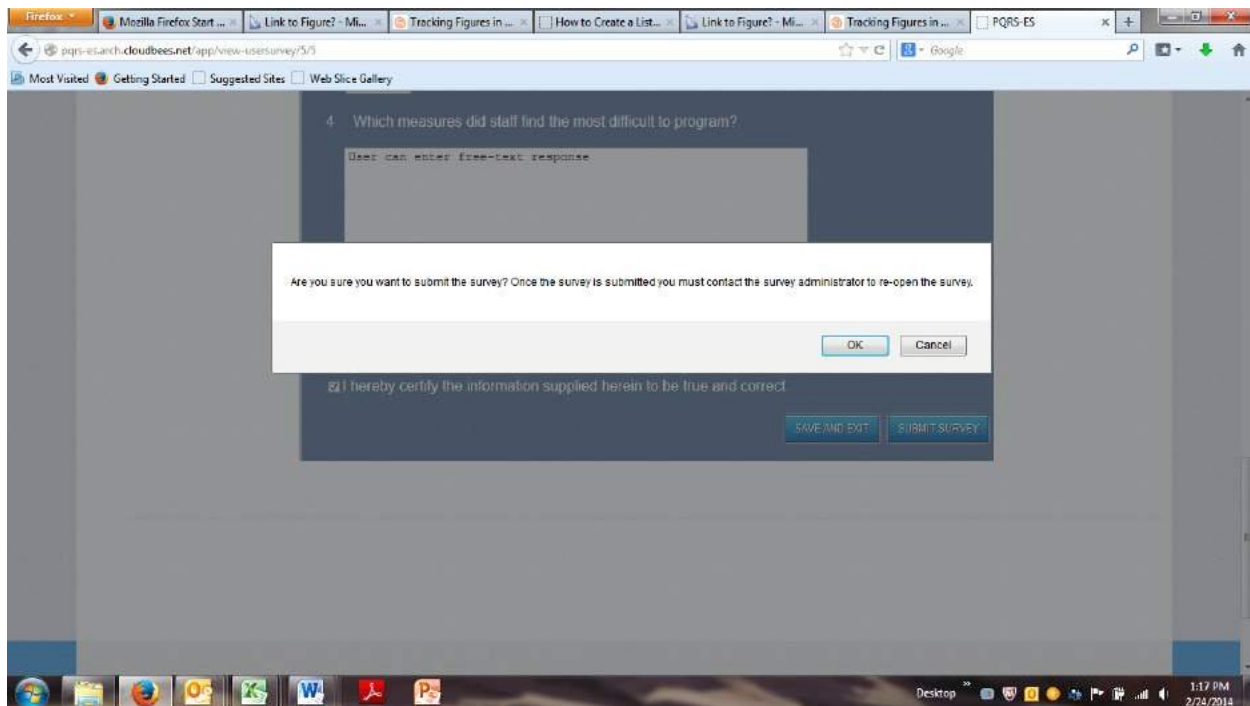 Firefox
Mozilla Firefox Start ...
Link to Figure? - Mi...
Tracking Figures in ...
How to Create a List...
Link to Figure? - Mi...
Tracking Figures in ...
PQRS-ES
pqrs-es.arch.cloudbees.net/app/view-usersurvey/5/5
Google
Most Visited Getting Started Suggested Sites Web Slice Gallery
4 Which measures did staff find the most difficult to program?
User can enter free-text response
Are you sure you want to submit the survey? Once the survey is submitted you must contact the survey administrator to re-open the survey.
OK Cancel
I hereby certify the information supplied herein to be true and correct
SAVE AND EXIT SUBMIT SURVEY
Desktop
1:17 PM
2/24/2014